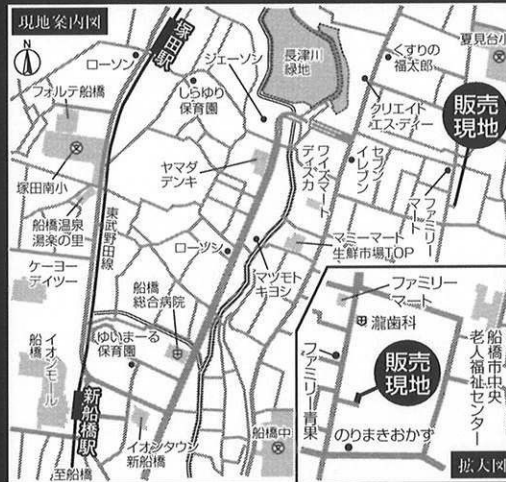 現地案内図
N
塚田駅
ローソン
フォルテ船橋
しらゆり
保育園
ジェーソン
長津川
緑地
くすりの
福太郎
夏見台小
クリエイト
エス・ディー
販売
現地
塚田南小
船橋温泉
湯楽の里
東武野田線
ヤマダ
デンキ
ワイズマート
ディスカ
セブン
イレブン
ファミリー
マート
ケーヨー
デイツー
ローソン
マツモト
キヨシ
マミーマート
生鮮市場TOP
船橋
総合病院
イオンモール
船橋
ゆいまーる
保育園
新船橋駅
至船橋
イオンタウン
新船橋
船橋中
ファミリー
マート
瀧歯科
ファミリー青果
販売
現地
のりまきおかず
船橋市中央
老人福祉センター
拡大図